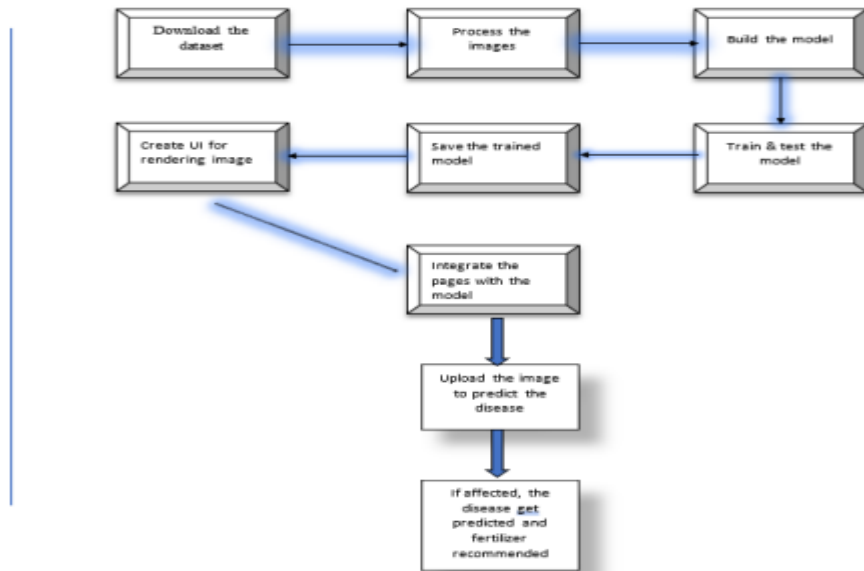 Download the
dataset
Process the
images
Build the model
Train & test the
model
Save the trained
model
Create UI for
rendering image
Integrate the
pages with the
model
Upload the image
to predict the
disease
If affected, the
disease get
predicted and
fertilizer
recommended